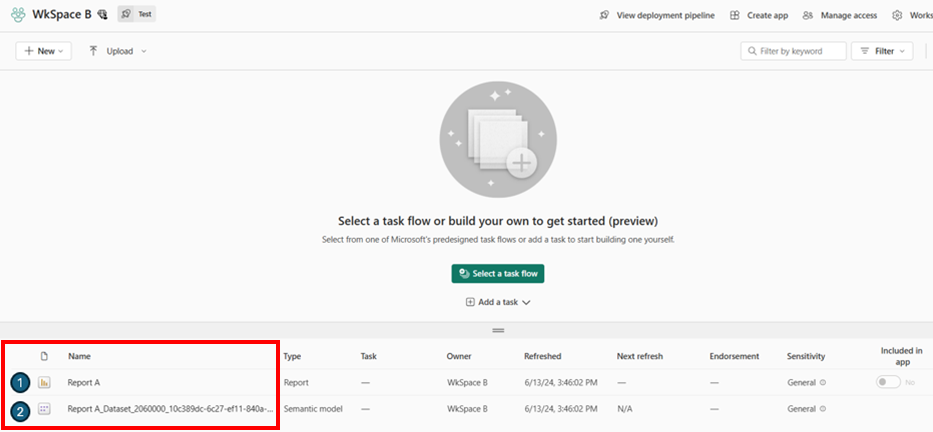 WkSpace B Test View deployment pipeline Create app Manage access Works
New Upload Filter by keyword Filter
Select a task flow or build your own to get started (preview)
Select from one of Microsoft's predesigned task flows or add a task to start building one yourself.
Select a task flow
Add a task
Name Type Task Owner Refreshed Next refresh Endorsement Sensitivity Included in app
1 Report A Report — WkSpace B 6/13/24, 3:46:02 PM — — General No
2 Report A_Dataset_2060000_10c389dc-6c27-ef11-840a-... Semantic model — WkSpace B 6/13/24, 3:46:02 PM N/A — General